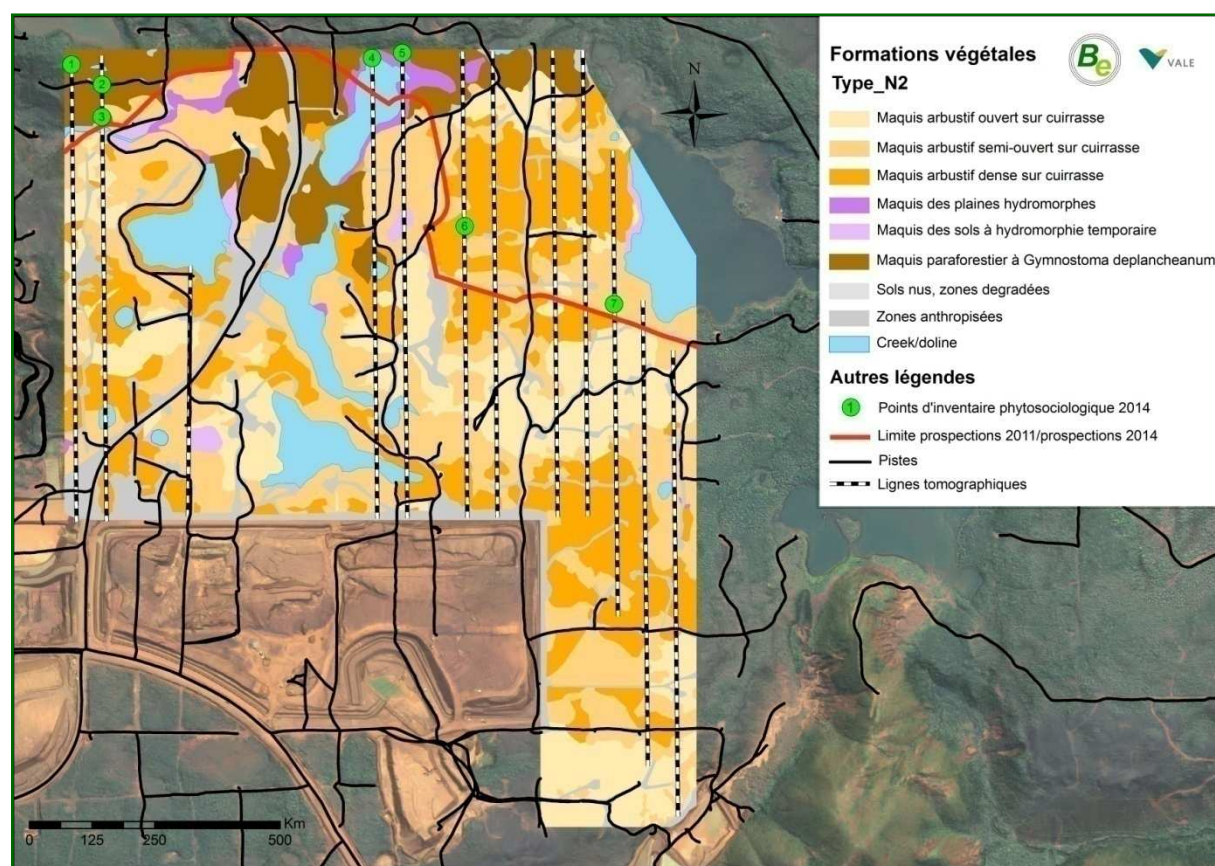 Formations végétales
Type_N2
Be
VALE
Maquis arbustif ouvert sur cuirrasse
Maquis arbustif semi-ouvert sur cuirrasse
Maquis arbustif dense sur cuirrasse
Maquis des plaines hydromorphes
Maquis des sols à hydromorphie temporaire
Maquis paraforestier à Gymnostoma deplancheanum
Sols nus, zones degradées
Zones anthropisées
Creek/doline
Autres légendes
1 Points d'inventaire phytosociologique 2014
Limite prospections 2011/prospections 2014
Pistes
Lignes tomographiques
N
1
2
3
4
5
6
7
Km
0 125 250 500